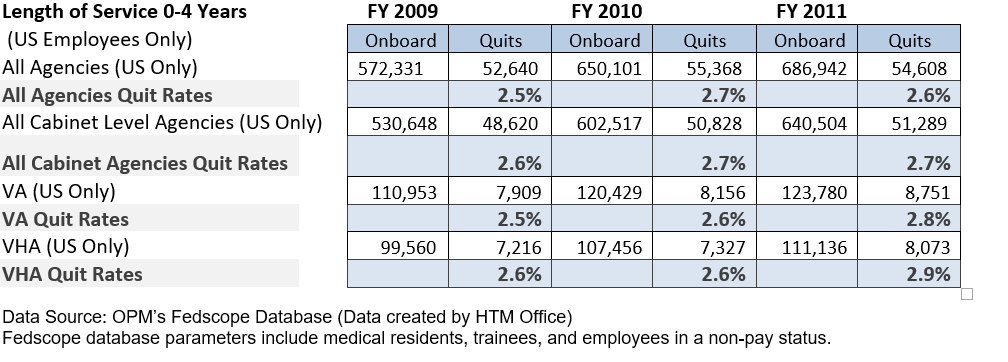 Length of Service 0-4 Years FY 2009 FY 2010 FY 2011
(US Employees Only) Onboard Quits Onboard Quits Onboard Quits
All Agencies (US Only) 572,331 52,640 650,101 55,368 686,942 54,608
All Agencies Quit Rates 2.5% 2.7% 2.6%
All Cabinet Level Agencies (US Only) 530,648 48,620 602,517 50,828 640,504 51,289
All Cabinet Agencies Quit Rates 2.6% 2.7% 2.7%
VA (US Only) 110,953 7,909 120,429 8,156 123,780 8,751
VA Quit Rates 2.5% 2.6% 2.8%
VHA (US Only) 99,560 7,216 107,456 7,327 111,136 8,073
VHA Quit Rates 2.6% 2.6% 2.9%
Data Source: OPM's Fedscope Database (Data created by HTM Office)
Fedscope database parameters include medical residents, trainees, and employees in a non-pay status.